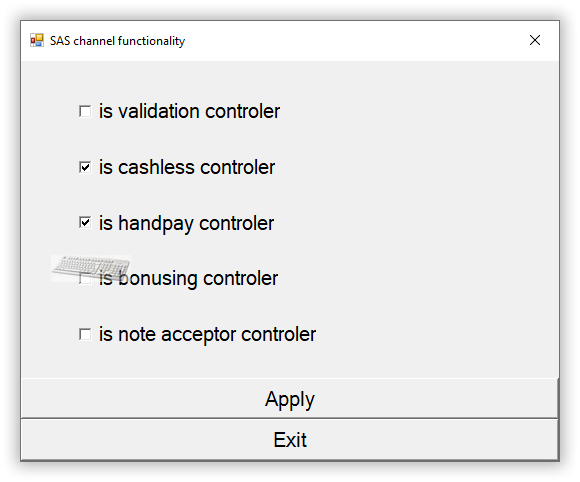 SAS channel functionality
is validation controler
is cashless controler
is handpay controler
is bonusing controler
is note acceptor controler
Apply
Exit